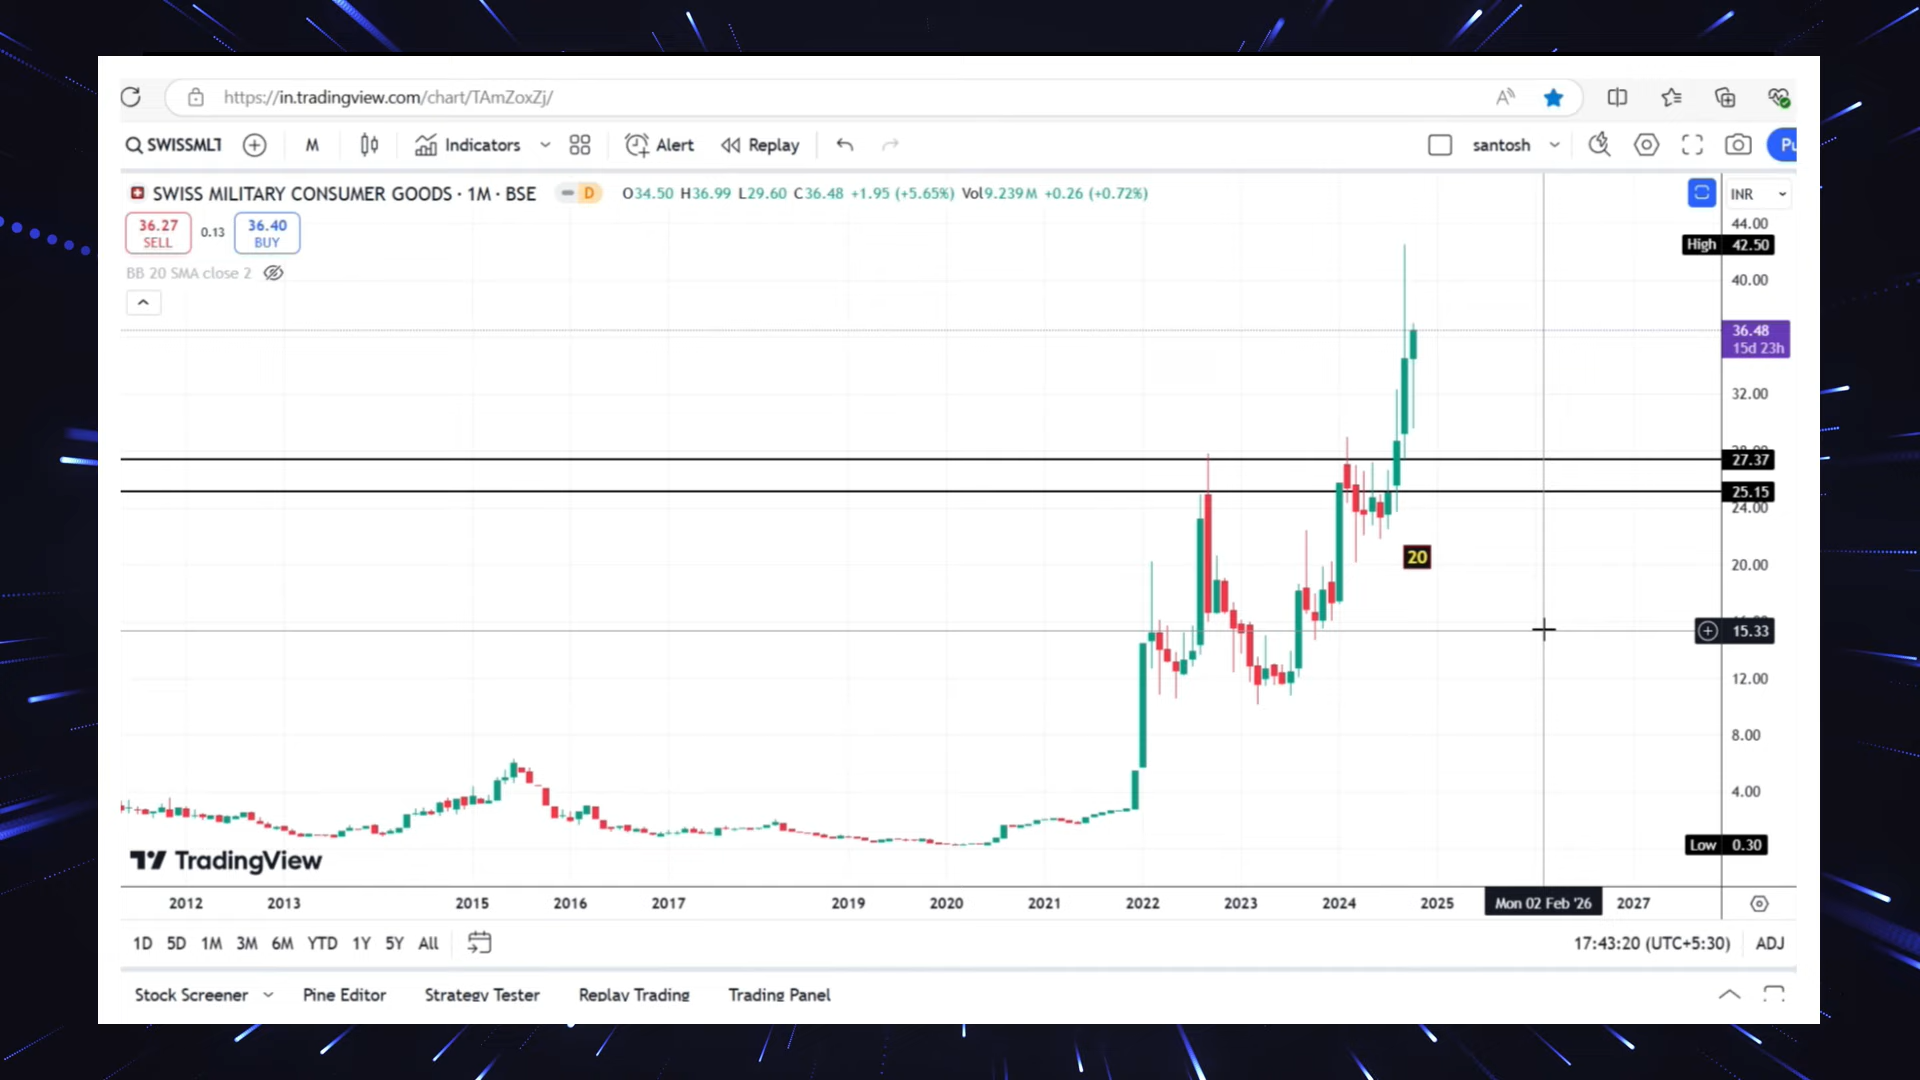 https://in.tradingview.com/chart/TAmZoxZj/
SWISSMLT M Indicators Alert Replay santosh Pu
SWISS MILITARY CONSUMER GOODS · 1M · BSE D O34.50 H36.99 L29.60 C36.48 +1.95 (+5.65%) Vol9.239M +0.26 (+0.72%) INR
36.27 SELL 0.13 36.40 BUY
BB 20 SMA close 2
44.00
High 42.50
40.00
36.48
15d 23h
32.00
28.00
27.37
25.15
24.00
20
20.00
15.33
12.00
8.00
4.00
Low 0.30
TradingView
2012 2013 2015 2016 2017 2019 2020 2021 2022 2023 2024 2025 Mon 02 Feb '26 2027
1D 5D 1M 3M 6M YTD 1Y 5Y All 17:43:20 (UTC+5:30) ADJ
Stock Screener Pine Editor Strategy Tester Replay Trading Trading Panel